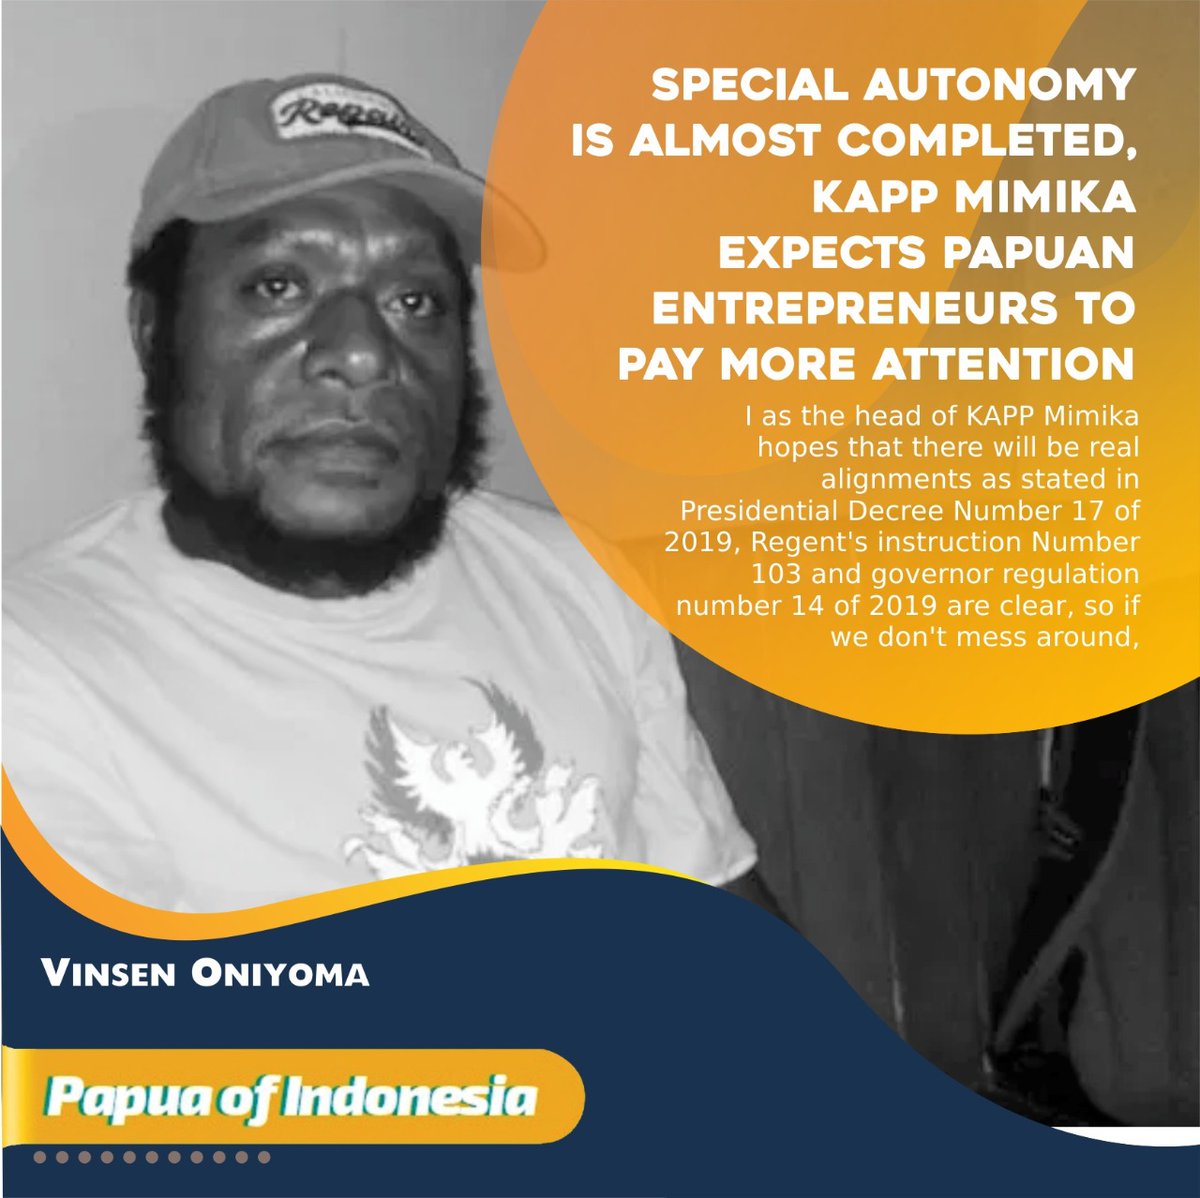 SPECIAL AUTONOMY
IS ALMOST COMPLETED,
KAPP MIMIKA
EXPECTS PAPUAN
ENTREPRENEURS TO
PAY MORE ATTENTION
I as the head of KAPP Mimika
hopes that there will be real
alignments as stated in
Presidential Decree Number 17 of
2019, Regent's instruction Number
103 and governor regulation
number 14 of 2019 are clear, so if
we don't mess around,
VINSEN ONIYOMA
Papua of Indonesia